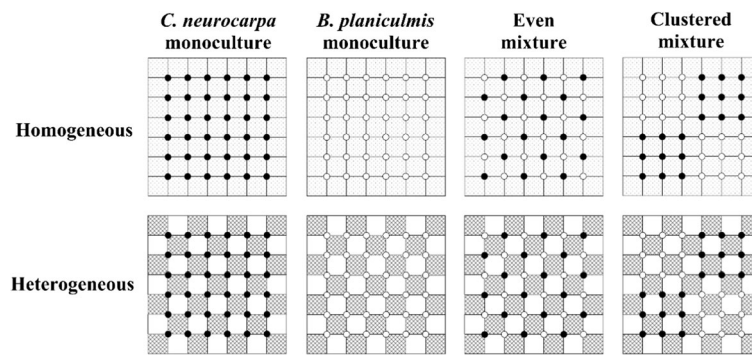 C. neurocarpa
monoculture
B. planiculmis
monoculture
Even
mixture
Clustered
mixture
Homogeneous
Heterogeneous